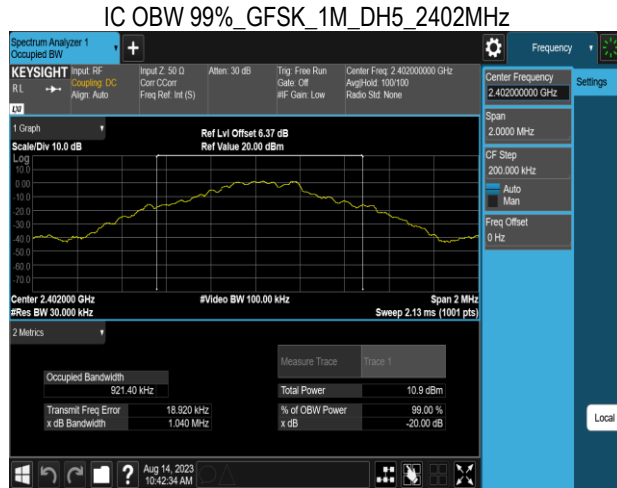 IC OBW 99%_GFSK_1M_DH5_2402MHz
Spectrum Analyzer 1
Occupied BW
+
Frequency
KEYSIGHT
RL
LXI
Input: RF
Coupling: DC
Align: Auto
Input Z: 50 Ω
Corr CCorr
Freq Ref: Int (S)
Atten: 30 dB
Trig: Free Run
Gate: Off
#IF Gain: Low
Center Freq: 2.402000000 GHz
Avg|Hold: 100/100
Radio Std: None
Center Frequency
2.402000000 GHz
Settings
Span
2.0000 MHz
CF Step
200.000 kHz
Auto
Man
Freq Offset
0 Hz
1 Graph
Scale/Div 10.0 dB
Ref Lvl Offset 6.37 dB
Ref Value 20.00 dBm
Log
10.0
0.00
-10.0
-20.0
-30.0
-40.0
-50.0
-60.0
-70.0
Center 2.402000 GHz
#Res BW 30.000 kHz
#Video BW 100.00 kHz
Span 2 MHz
Sweep 2.13 ms (1001 pts)
2 Metrics
Measure Trace Trace 1
Occupied Bandwidth
921.40 kHz
Total Power 10.9 dBm
Transmit Freq Error 18.920 kHz
% of OBW Power 99.00 %
x dB Bandwidth 1.040 MHz
x dB -20.00 dB
Local
?
Aug 14, 2023
10:42:34 AM